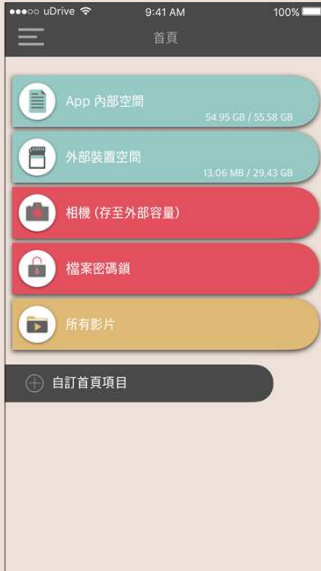 uDrive 9:41 AM 100%
首頁
App 內部空間
54.95 GB / 55.58 GB
外部裝置空間
13.06 MB / 29.43 GB
相機 (存至外部容量)
檔案密碼鎖
所有影片
自訂首頁項目